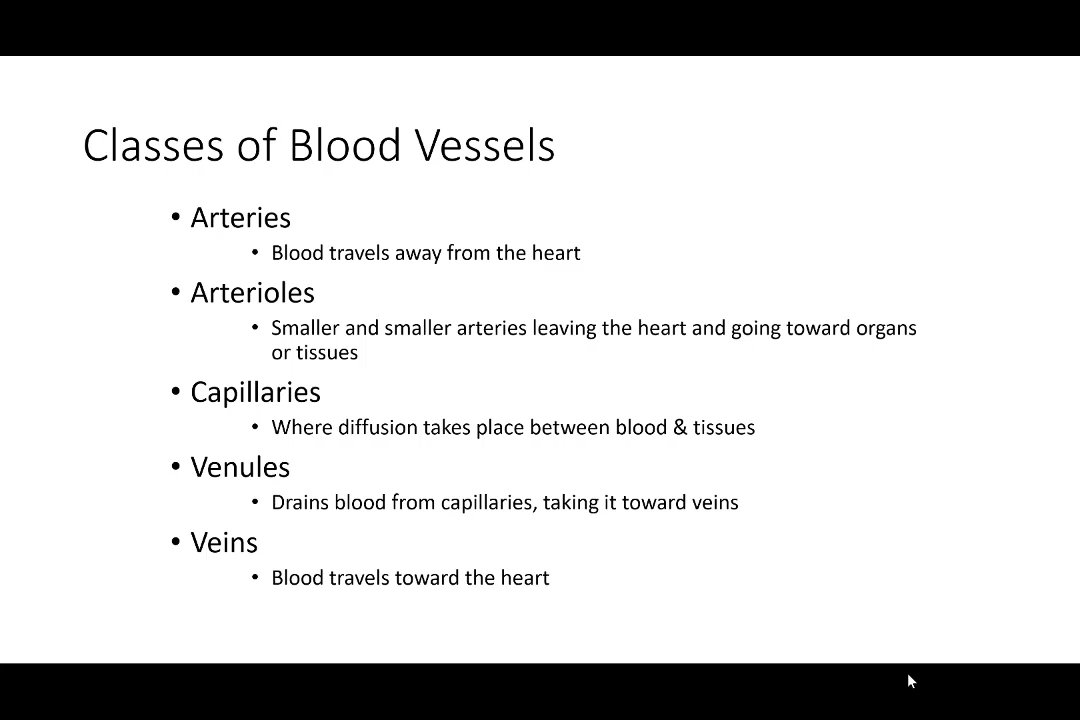 Classes of Blood Vessels
• Arteries
• Blood travels away from the heart
• Arterioles
• Smaller and smaller arteries leaving the heart and going toward organs
or tissues
• Capillaries
• Where diffusion takes place between blood & tissues
• Venules
• Drains blood from capillaries, taking it toward veins
• Veins
• Blood travels toward the heart